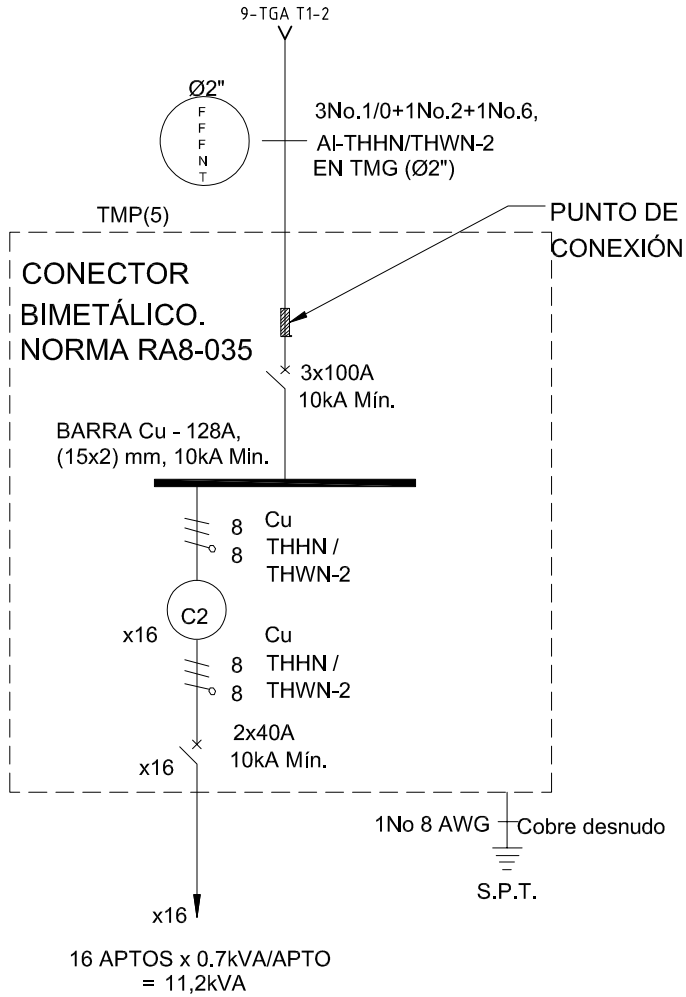 9-TGA T1-2
Ø2"
F
F
F
N
T
3No.1/0+1No.2+1No.6,
Al-THHN/THWN-2
EN TMG (Ø2")
TMP(5)
PUNTO DE
CONEXIÓN
CONECTOR
BIMETÁLICO.
NORMA RA8-035
3x100A
10kA Mín.
BARRA Cu - 128A,
(15x2) mm, 10kA Min.
8 Cu
8 THHN /
THWN-2
C2
x16
8 Cu
8 THHN /
THWN-2
2x40A
10kA Mín.
x16
1No 8 AWG Cobre desnudo
S.P.T.
x16
16 APTOS x 0.7kVA/APTO
= 11,2kVA